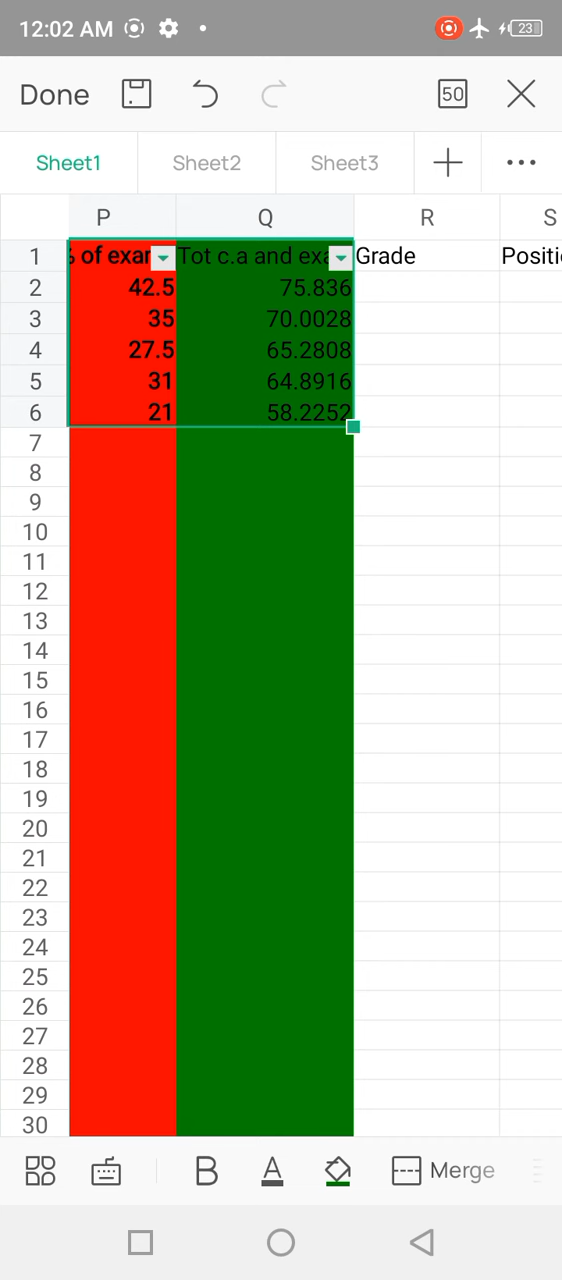 12:02 AM 23
Done 50
Sheet1 Sheet2 Sheet3
P Q R S
1 % of exar Tot c.a and exa Grade Positi
2 42.5 75.836
3 35 70.0028
4 27.5 65.2808
5 31 64.8916
6 21 58.2252
7
8
9
10
11
12
13
14
15
16
17
18
19
20
21
22
23
24
25
26
27
28
29
30
B A Merge